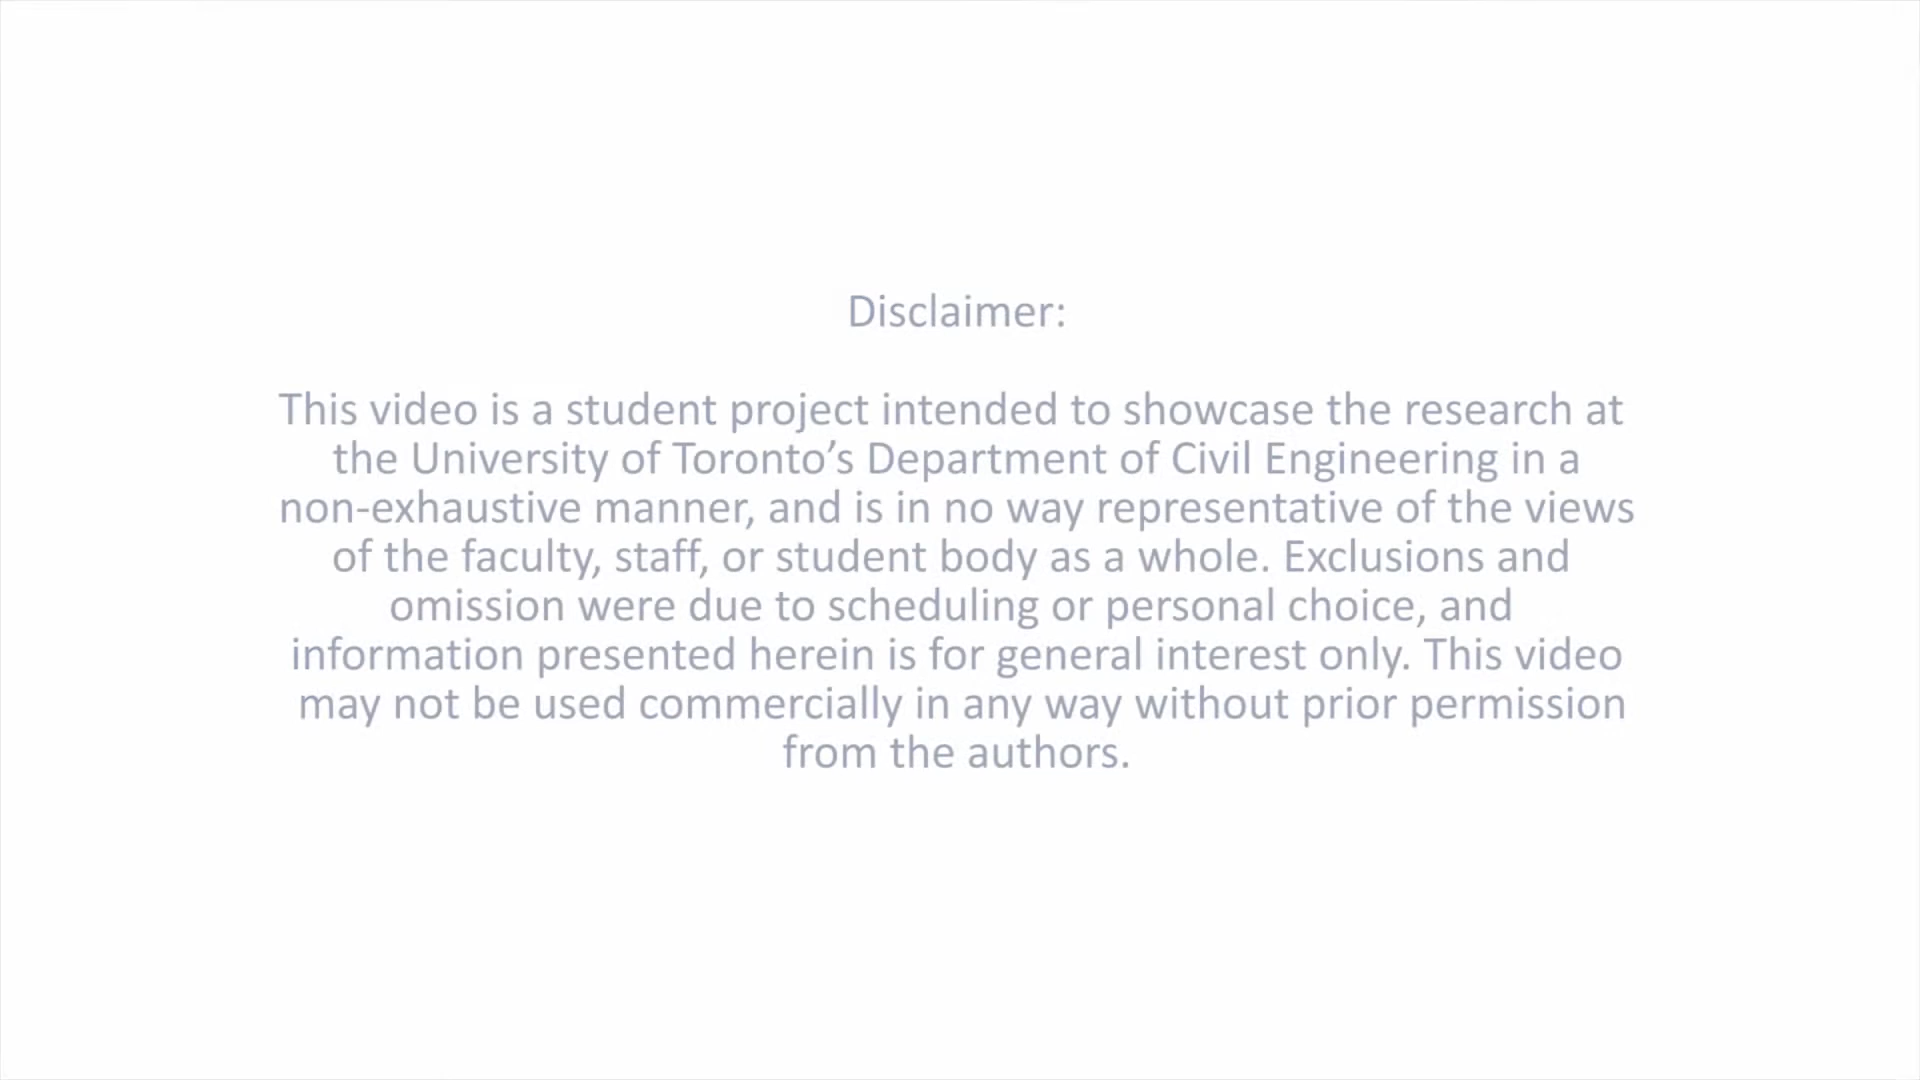 Disclaimer:
This video is a student project intended to showcase the research at
the University of Toronto’s Department of Civil Engineering in a
non-exhaustive manner, and is in no way representative of the views
of the faculty, staff, or student body as a whole. Exclusions and
omission were due to scheduling or personal choice, and
information presented herein is for general interest only. This video
may not be used commercially in any way without prior permission
from the authors.